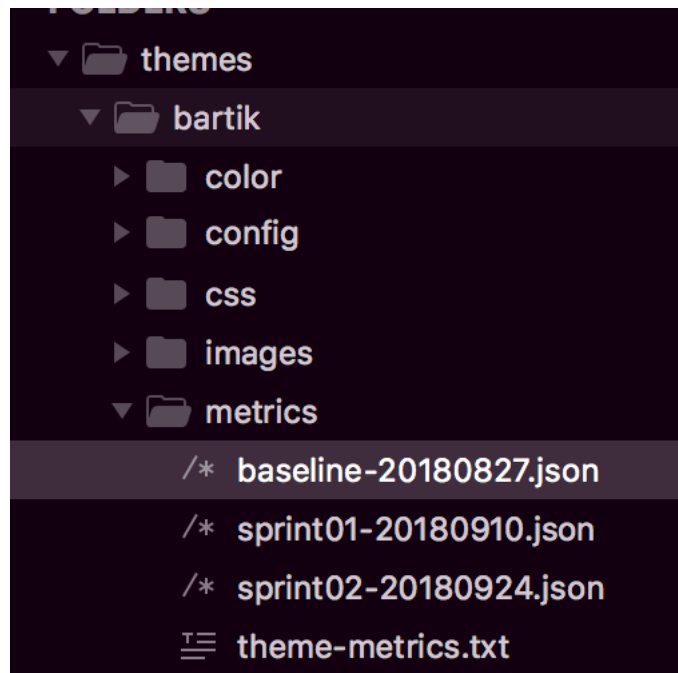 FOLDERS
themes
bartik
color
config
css
images
metrics
/* baseline-20180827.json
/* sprint01-20180910.json
/* sprint02-20180924.json
theme-metrics.txt